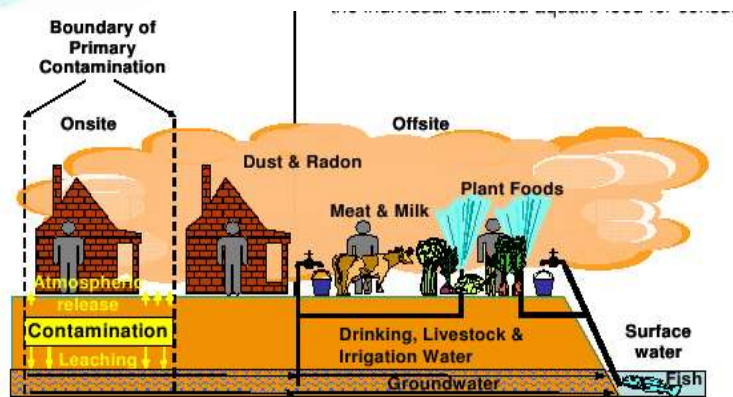 Boundary of
Primary
Contamination
Onsite
Offsite
Dust & Radon
Plant Foods
Meat & Milk
Atmospheric
release
Contamination
Leaching
Drinking, Livestock &
Irrigation Water
Surface
water
Groundwater
Fish